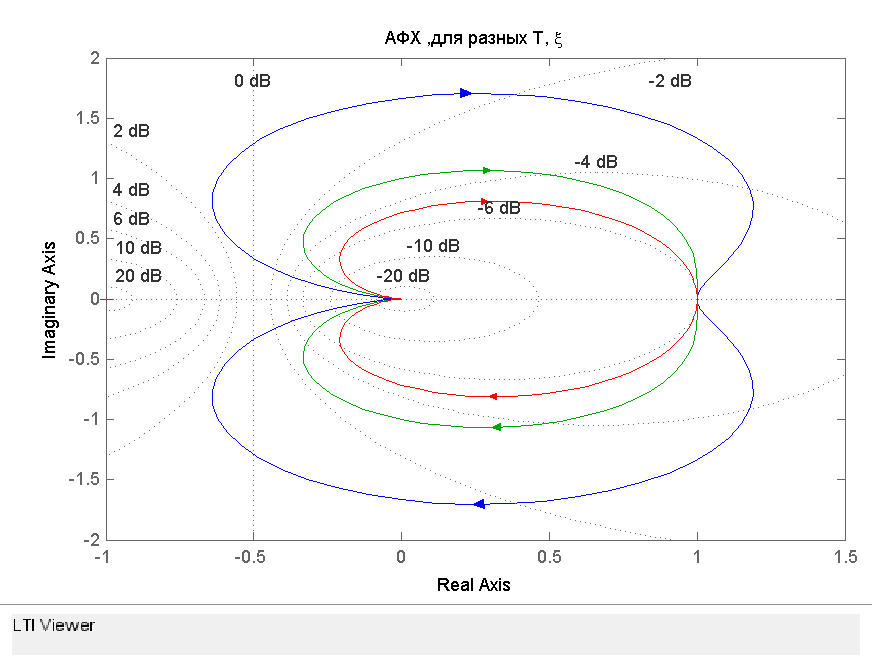 АФХ ,для разных T, ξ
2
0 dB
-2 dB
1.5
2 dB
-4 dB
1
4 dB
-6 dB
6 dB
0.5
10 dB
-10 dB
20 dB
-20 dB
0
Imaginary Axis
-0.5
-1
-1.5
-2
-1
-0.5
0
0.5
1
1.5
Real Axis
LTI Viewer